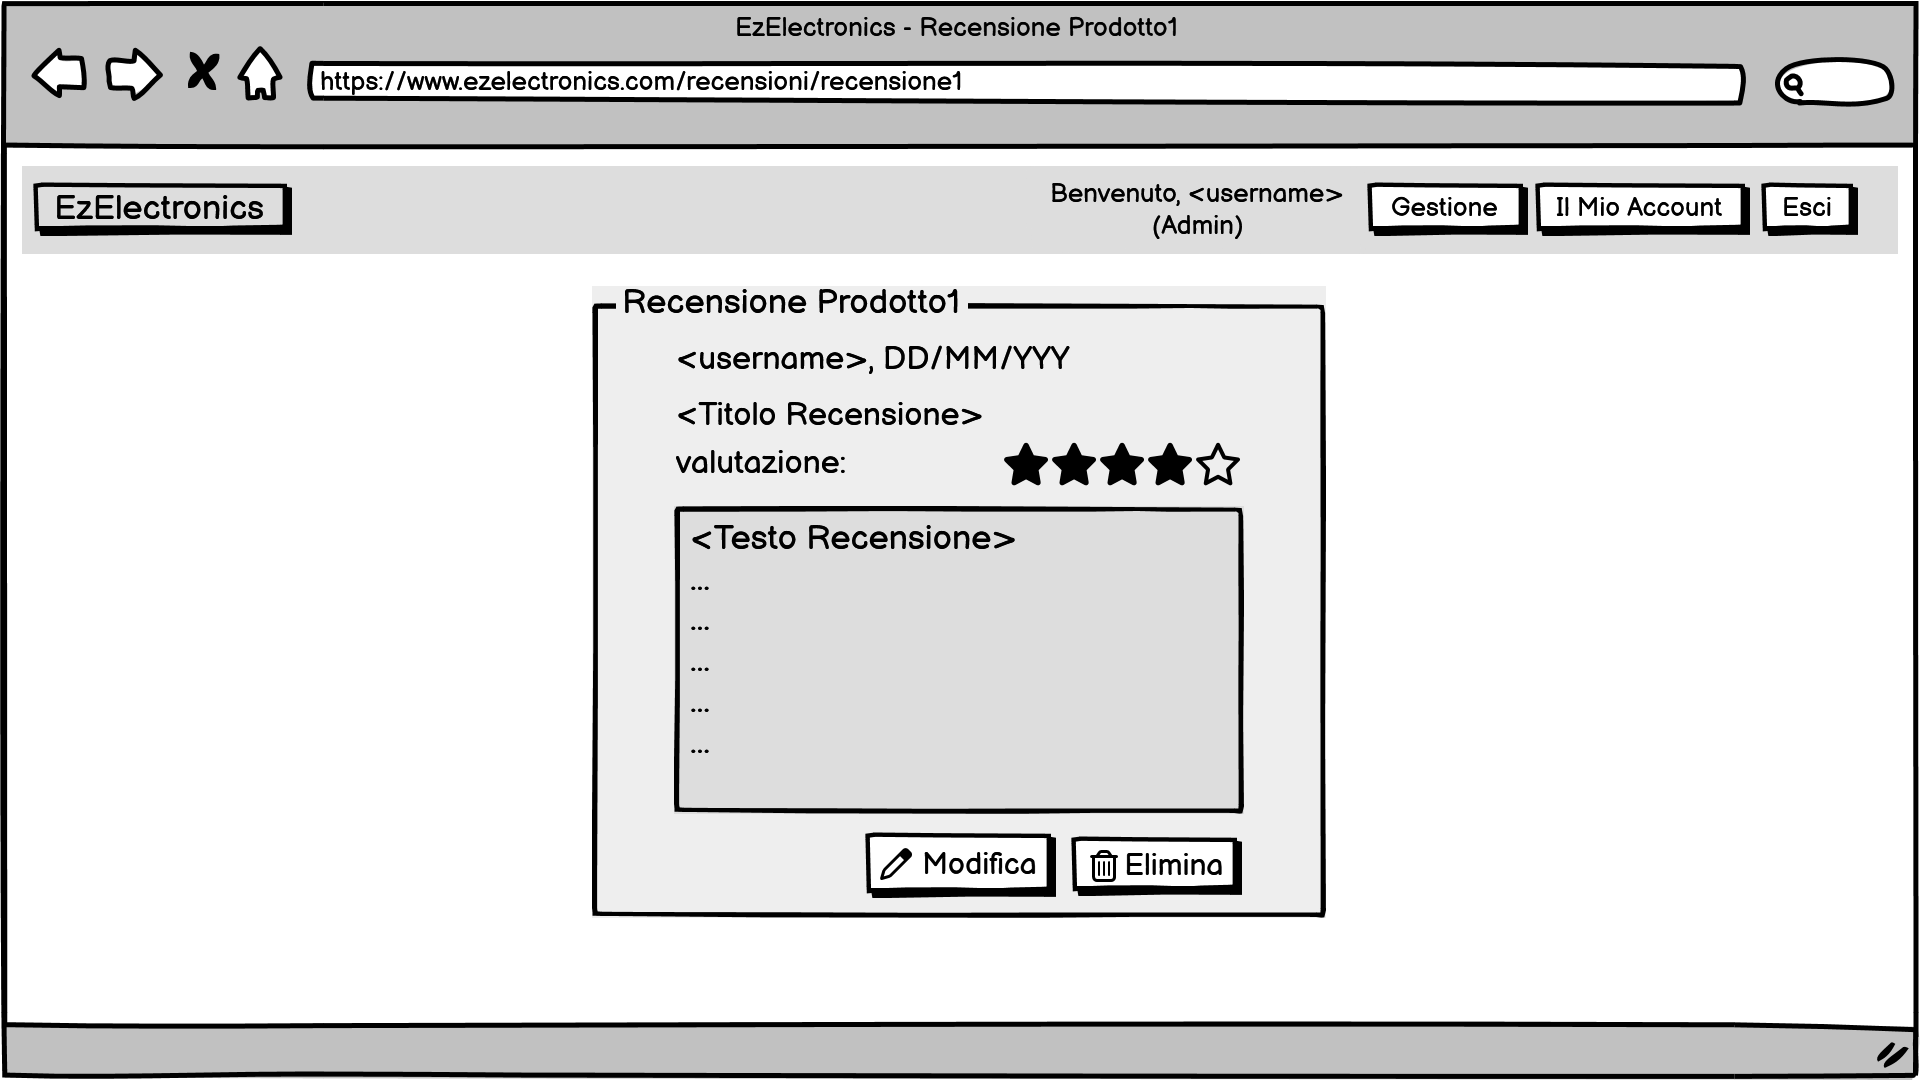 EzElectronics - Recensione Prodotto1
https://www.ezelectronics.com/recensioni/recensione1
EzElectronics
Benvenuto, <username>
(Admin)
Gestione
Il Mio Account
Esci
Recensione Prodotto1
<username>, DD/MM/YYY
<Titolo Recensione>
valutazione:
<Testo Recensione>
...
...
...
...
...
Modifica
Elimina